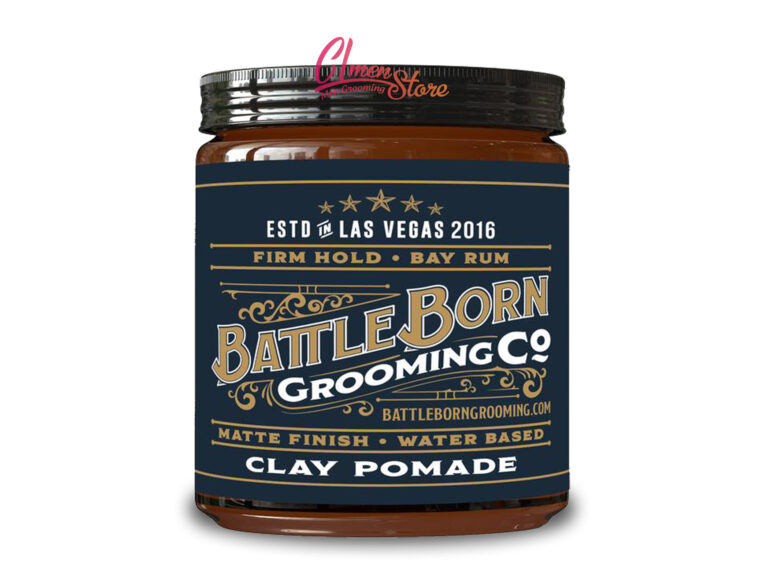 Clmen
Men Grooming Store
ESTD IN LAS VEGAS 2016
FIRM HOLD • BAY RUM
BATTLE BORN
GROOMING CO
BATTLEBORNGROOMING.COM
MATTE FINISH • WATER BASED
CLAY POMADE